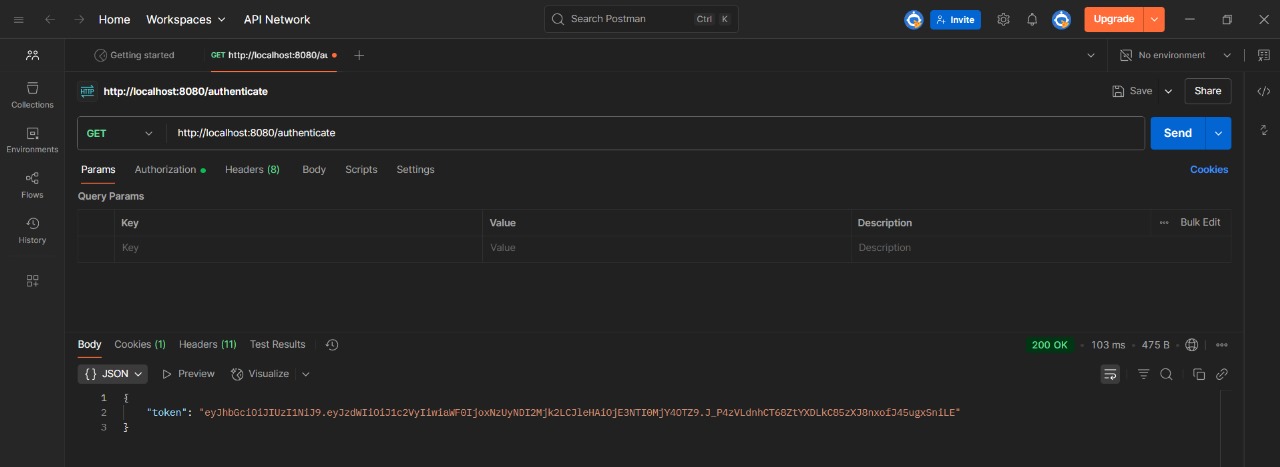 Home Workspaces API Network Search Postman Ctrl K Invite Upgrade
Getting started GET http://localhost:8080/au No environment
http://localhost:8080/authenticate Save Share
Collections
GET http://localhost:8080/authenticate Send
Environments
Params Authorization Headers (8) Body Scripts Settings Cookies
Flows
Query Params
History
Key Value Description Bulk Edit
Key Value Description
Body Cookies (1) Headers (11) Test Results 200 OK 103 ms 475 B
{} JSON Preview Visualize
1 {
2 "token": "eyJhbGciOiJIUzI1NiJ9.eyJzdWIiOiJ1c2VyIiwiaWF0IjoxNzUyNDI2Mjk2LCJleHAiOjE3NTI0MjY4OTZ9.J_P4zVLdnhCT68ZtYXDLkC85zXJ8nxofJ45ugxSniLE"
3 }